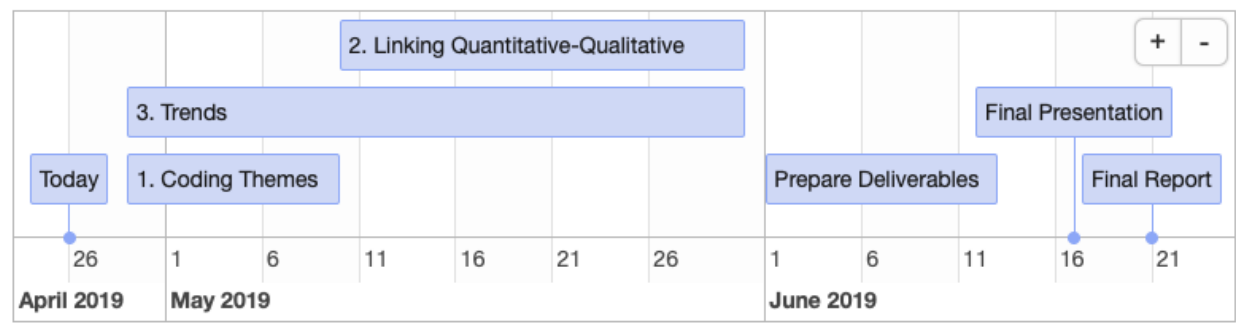 2. Linking Quantitative-Qualitative
+ -
3. Trends
Final Presentation
Today
1. Coding Themes
Prepare Deliverables
Final Report
26 1 6 11 16 21 26 1 6 11 16 21
April 2019 May 2019 June 2019